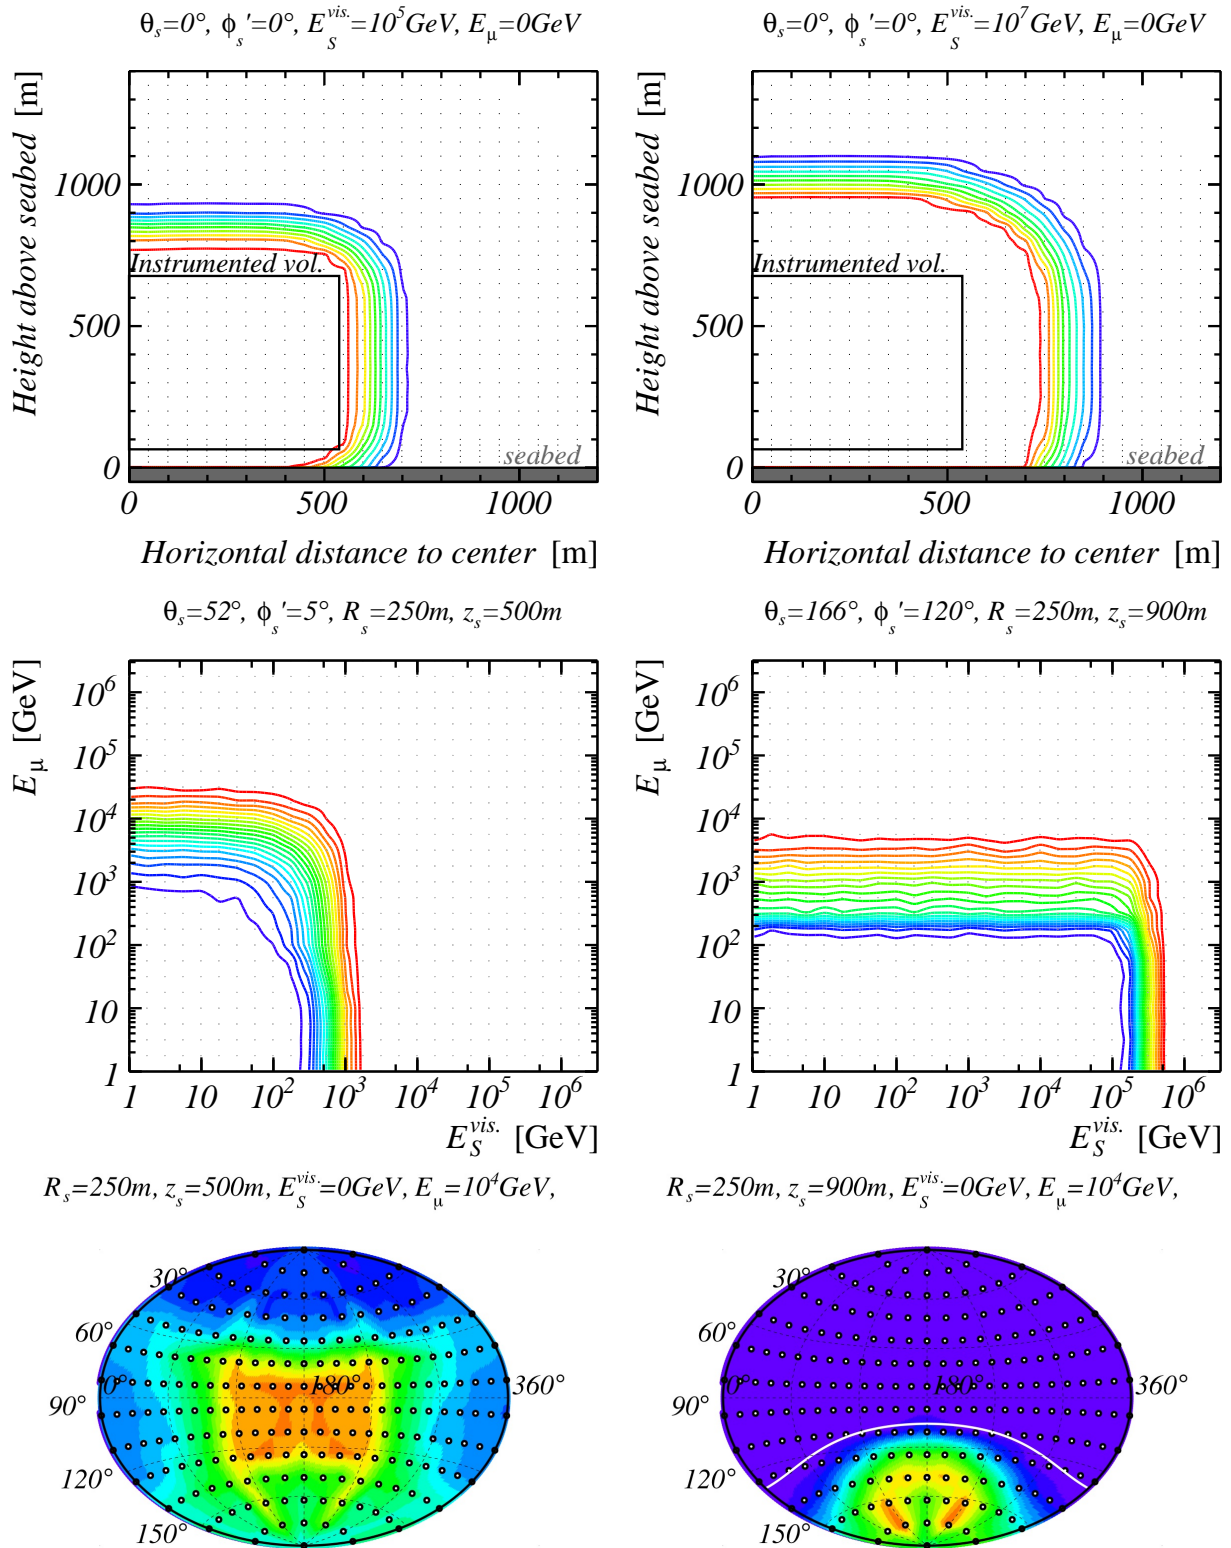 θs=0°, ϕs'=0°, E_S^vis.=10^5GeV, Eμ=0GeV
Height above seabed [m]
1000
500
0
Instrumented vol.
seabed
0 500 1000
Horizontal distance to center [m]
θs=0°, ϕs'=0°, E_S^vis.=10^7GeV, Eμ=0GeV
Height above seabed [m]
1000
500
0
Instrumented vol.
seabed
0 500 1000
Horizontal distance to center [m]
θs=52°, ϕs'=5°, Rs=250m, zs=500m
Eμ [GeV]
10^6
10^5
10^4
10^3
10^2
10
1
1 10 10^2 10^3 10^4 10^5 10^6
E_S^vis. [GeV]
θs=166°, ϕs'=120°, Rs=250m, zs=900m
Eμ [GeV]
10^6
10^5
10^4
10^3
10^2
10
1
1 10 10^2 10^3 10^4 10^5 10^6
E_S^vis. [GeV]
Rs=250m, zs=500m, E_S^vis.=0GeV, Eμ=10^4GeV,
30°
60°
0° 180° 360°
90°
120°
150°
Rs=250m, zs=900m, E_S^vis.=0GeV, Eμ=10^4GeV,
30°
60°
0° 180° 360°
90°
120°
150°